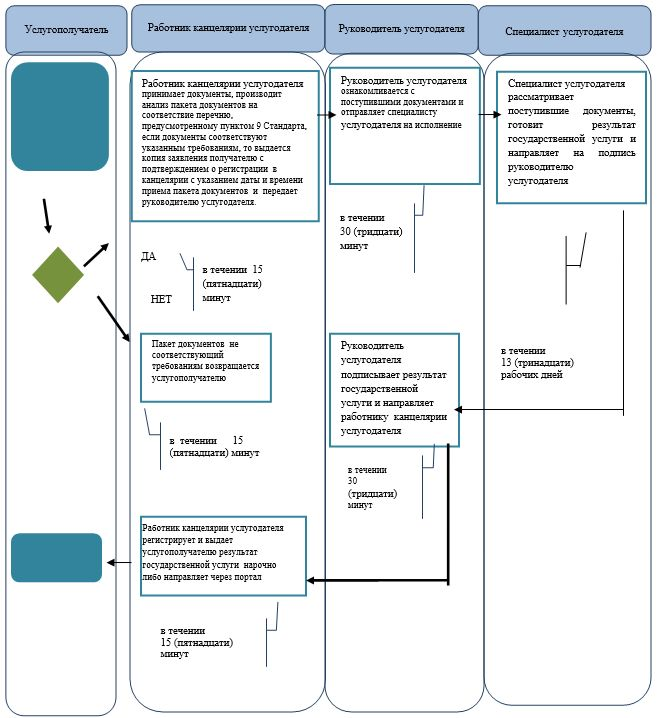 Услугополучатель
Работник канцелярии услугодателя
Руководитель услугодателя
Специалист услугодателя
Работник канцелярии услугодателя
принимает документы, производит
анализ пакета документов на
соответствие перечню,
предусмотренному пунктом 9 Стандарта,
если документы соответствуют
указанным требованиям, то выдается
копия заявления получателю с
подтверждением о регистрации в
канцелярии с указанием даты и времени
приема пакета документов и передает
руководителю услугодателя.
Руководитель услугодателя
ознакомливается с
поступившими документами и
отправляет специалисту
услугодателя на исполнение
Специалист услугодателя
рассматривает
поступившие документы,
готовит результат
государственной услуги и
направляет на подпись
руководителю
услугодателя
в течении
30 (тридцати)
минут
ДА
в течении 15
(пятнадцати)
минут
НЕТ
Пакет документов не
соответствующий
требованиям возвращается
услугополучателю
Руководитель
услугодателя
подписывает результат
государственной
услуги и направляет
работнику канцелярии
услугодателя
в течении
13 (тринадцати)
рабочих дней
в течении 15
(пятнадцати) минут
в течении
30
(тридцати)
минут
Работник канцелярии услугодателя
регистрирует и выдает
услугополучателю результат
государственной услуги нарочно
либо направляет через портал
в течении
15 (пятнадцати)
минут